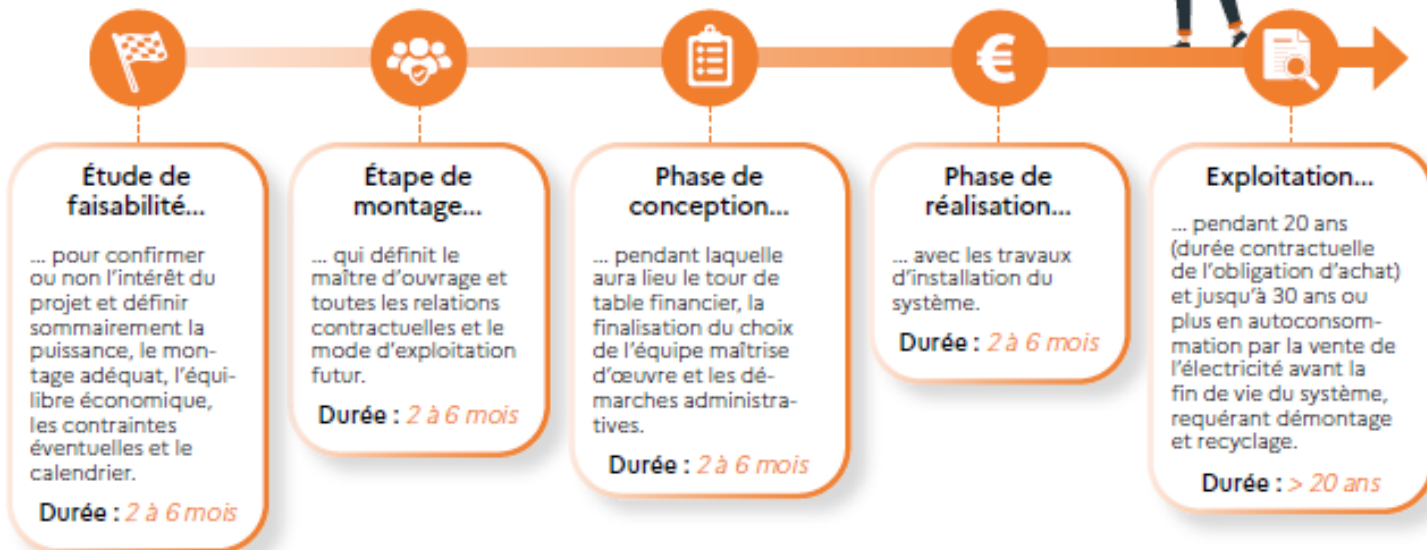 Étude de
faisabilité...
... pour confirmer
ou non l'intérêt du
projet et définir
sommairement la
puissance, le mon-
tage adéquat, l'équi-
libre économique,
les contraintes
éventuelles et le
calendrier.
Durée : 2 à 6 mois
Étape de
montage...
... qui définit le
maître d'ouvrage et
toutes les relations
contractuelles et le
mode d'exploitation
futur.
Durée : 2 à 6 mois
Phase de
conception...
... pendant laquelle
aura lieu le tour de
table financier, la
finalisation du choix
de l'équipe maîtrise
d'œuvre et les dé-
marches administra-
tives.
Durée : 2 à 6 mois
€
Phase de
réalisation...
... avec les travaux
d'installation du
système.
Durée : 2 à 6 mois
Exploitation...
... pendant 20 ans
(durée contractuelle
de l'obligation d'achat)
et jusqu'à 30 ans ou
plus en autoconsom-
mation par la vente de
l'électricité avant la
fin de vie du système,
requérant démontage
et recyclage.
Durée : > 20 ans